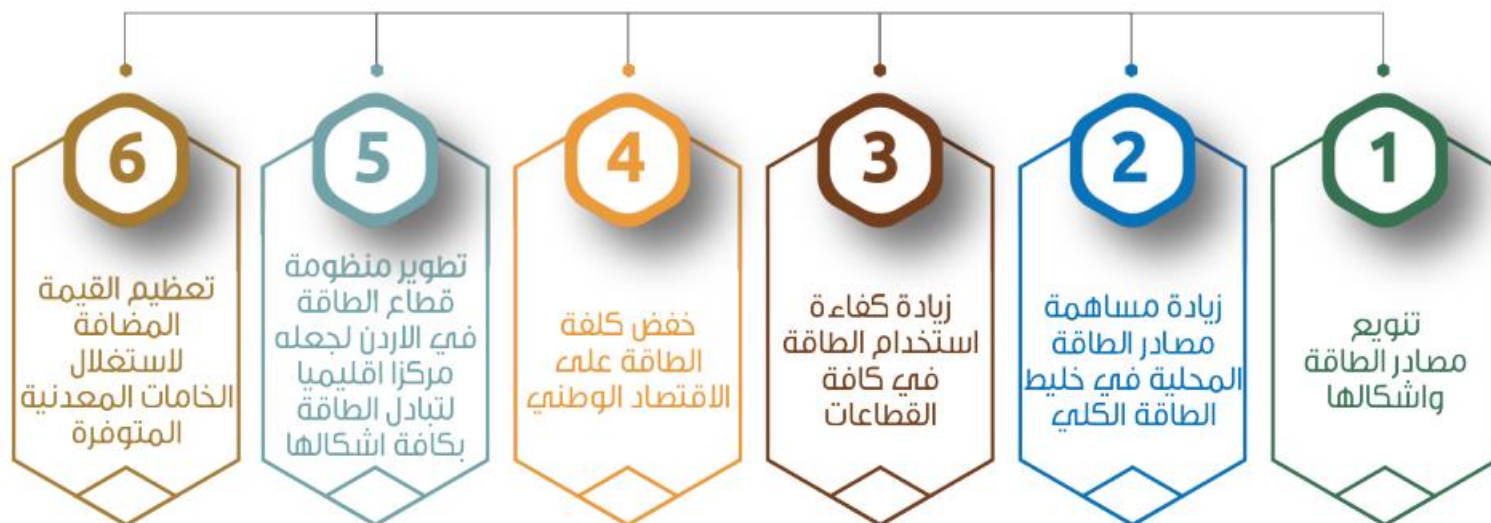 1
تنويع
مصادر الطاقة
واشكالها
2
زيادة مساهمة
مصادر الطاقة
المحلية في خليط
الطاقة الكلي
3
زيادة كفاءة
استخدام الطاقة
في كافة
القطاعات
4
خفض كلفة
الطاقة على
الاقتصاد الوطني
5
تطوير منظومة
قطاع الطاقة
في الاردن لجعله
مركزا اقليميا
لتبادل الطاقة
بكافة اشكالها
6
تعظيم القيمة
المضافة
لاستغلال
الخامات المعدنية
المتوفرة